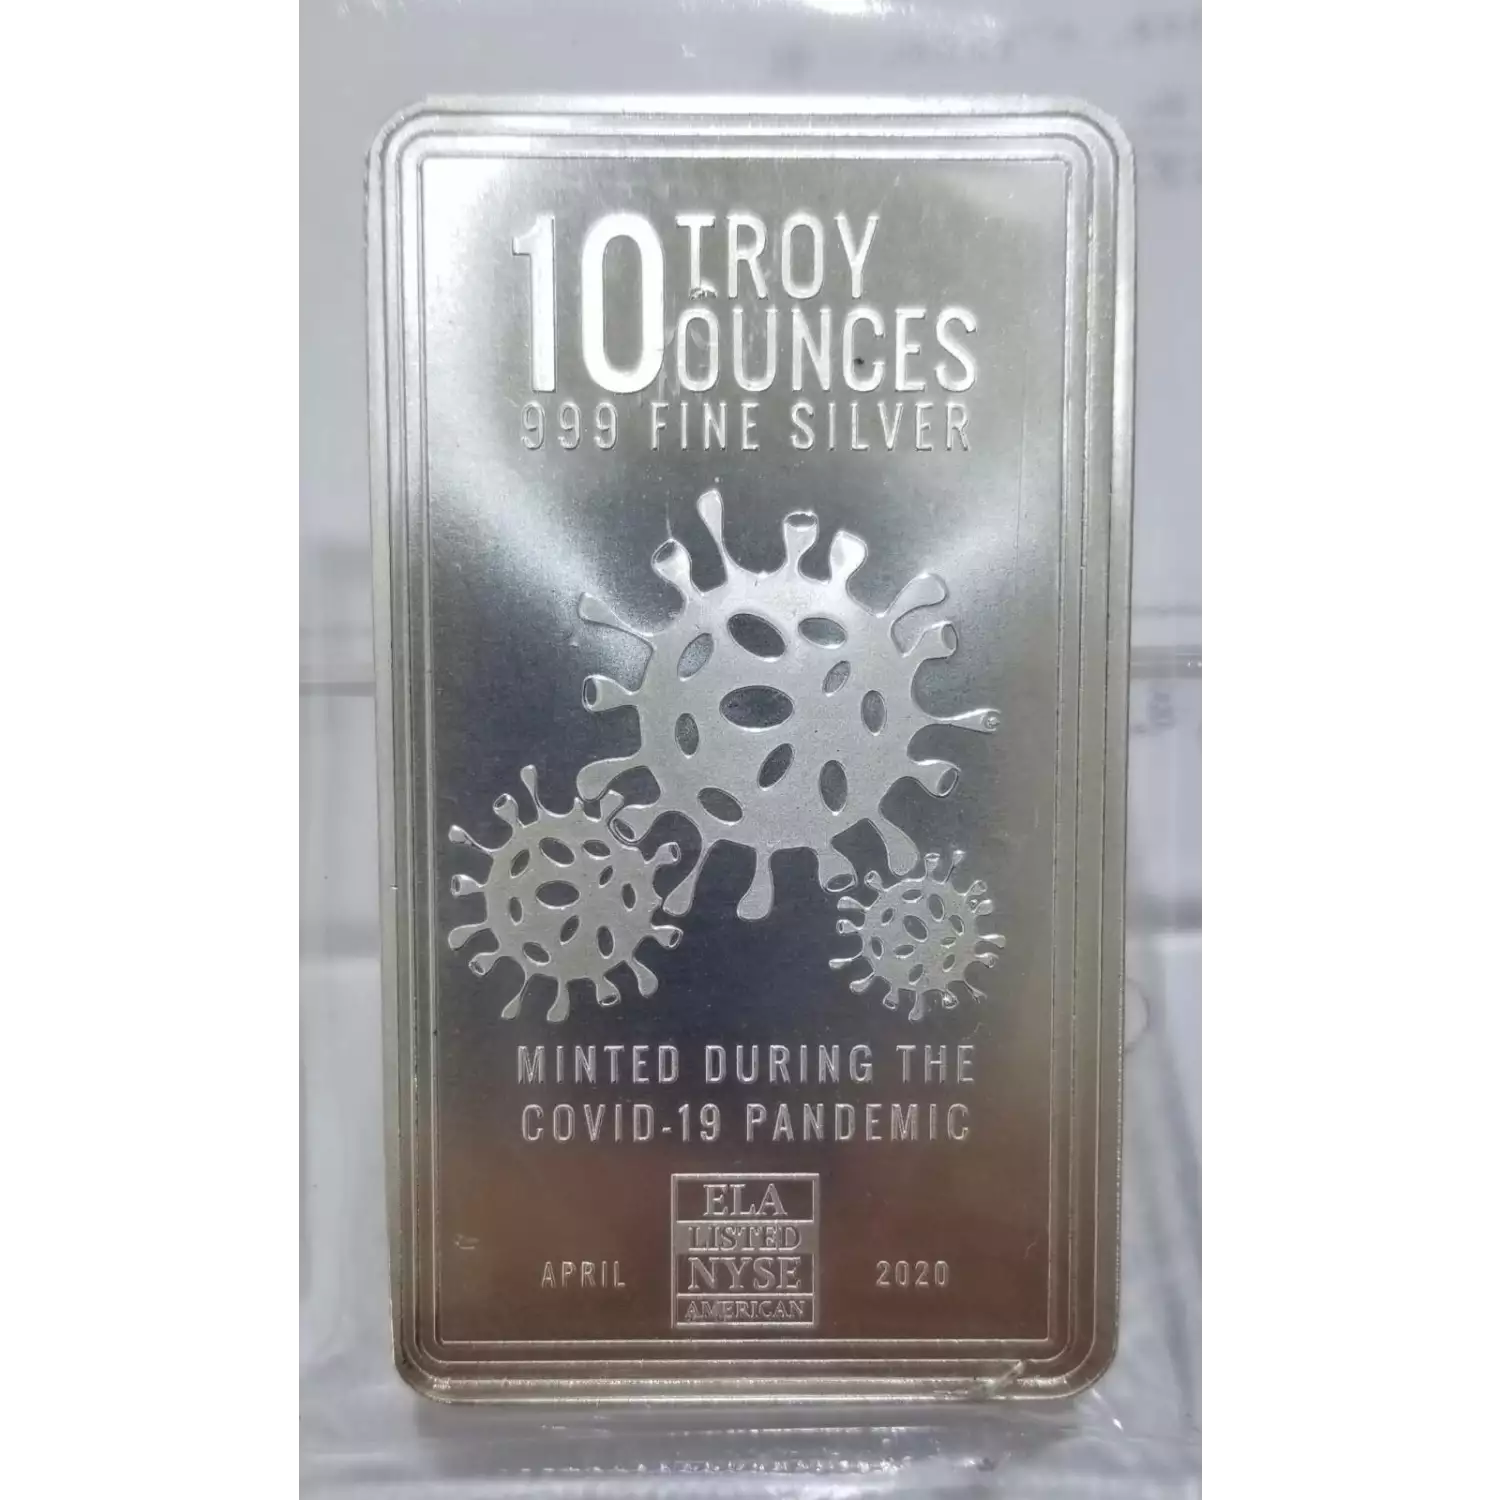 10 TROY
OUNCES
999 FINE SILVER
MINTED DURING THE
COVID-19 PANDEMIC
APRIL
ELA
LISTED
NYSE
AMERICAN
2020